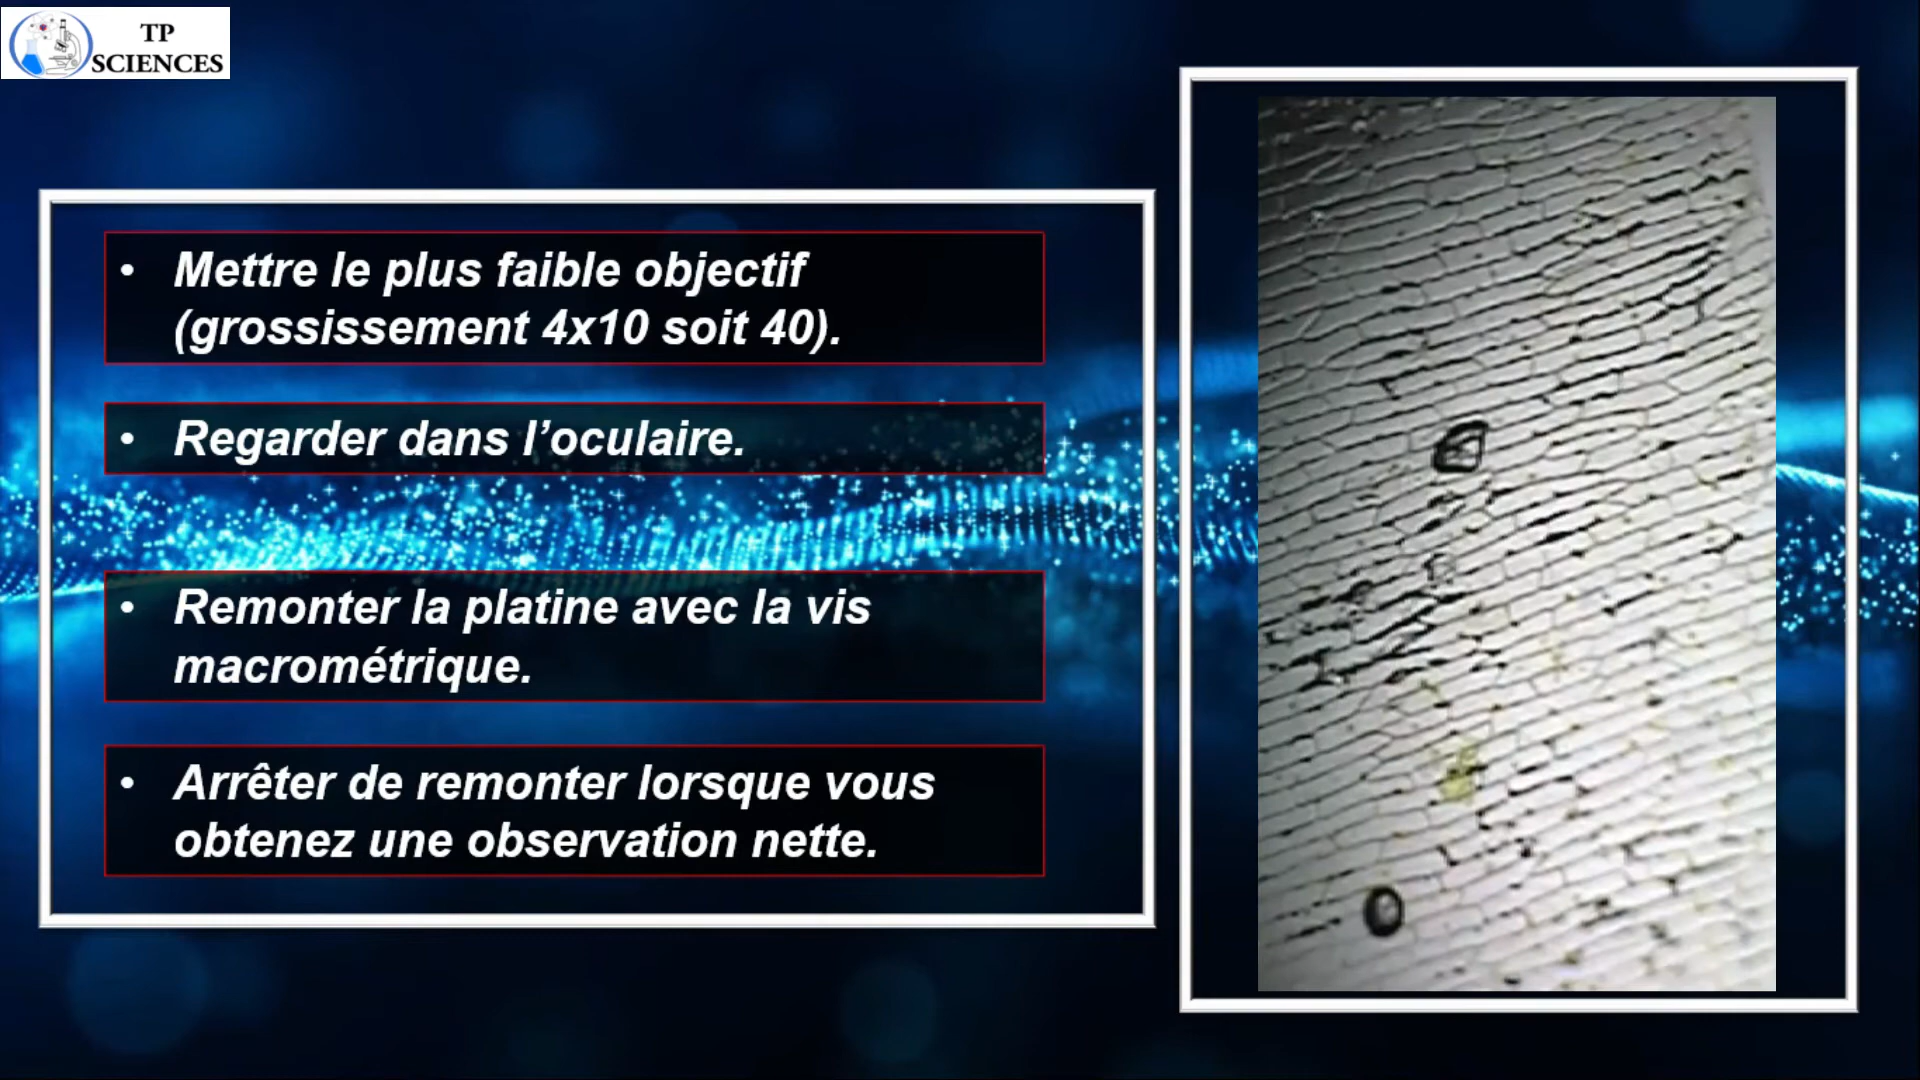 TP
SCIENCES
• Mettre le plus faible objectif
(grossissement 4x10 soit 40).
• Regarder dans l’oculaire.
• Remonter la platine avec la vis
macrométrique.
• Arrêter de remonter lorsque vous
obtenez une observation nette.